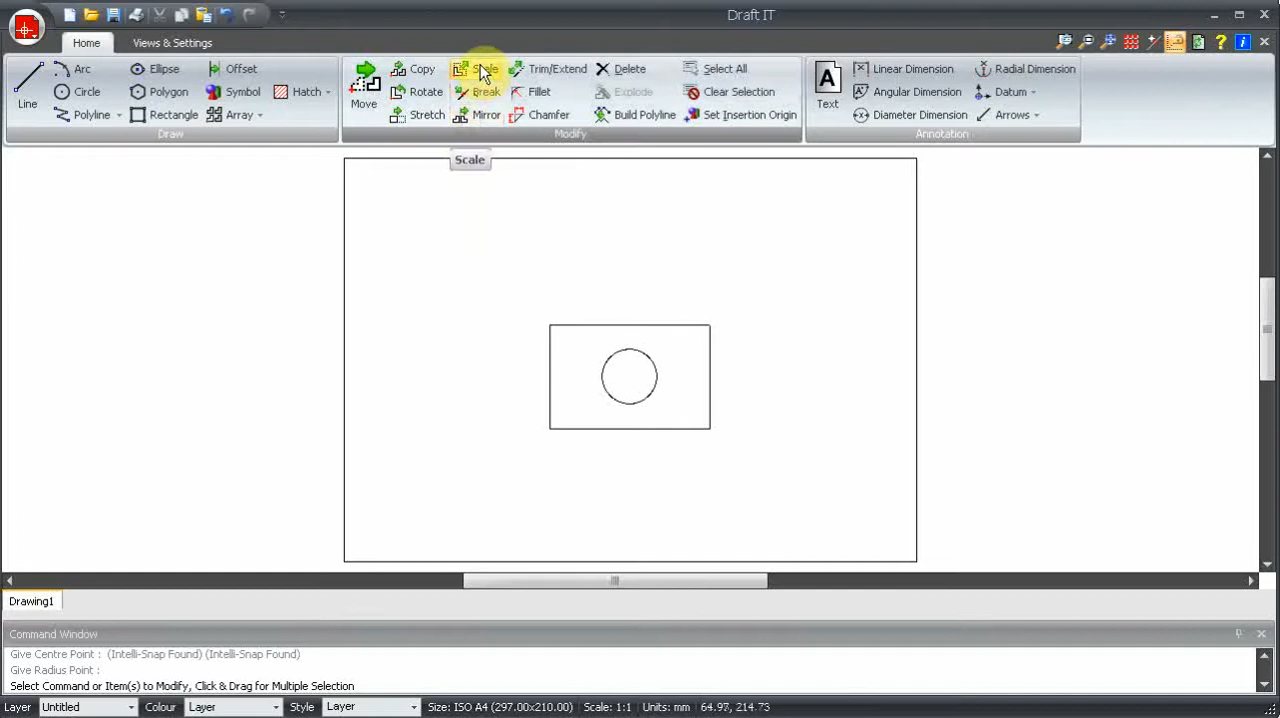 Draft IT
Home Views & Settings
Line Arc Ellipse Offset
Circle Polygon Symbol Hatch
Polyline Rectangle Array
Draw
Move Copy Scale Trim/Extend Delete Select All
Rotate Break Fillet Explode Clear Selection
Stretch Mirror Chamfer Build Polyline Set Insertion Origin
Modify
Text Linear Dimension Radial Dimension
Angular Dimension Datum
Diameter Dimension Arrows
Annotation
Scale
Drawing1
Command Window
Give Centre Point : (Intelli-Snap Found) (Intelli-Snap Found)
Give Radius Point :
Select Command or Item(s) to Modify, Click & Drag for Multiple Selection
Layer Untitled Colour Layer Style Layer Size: ISO A4 (297.00x210.00) Scale: 1:1 Units: mm 64.97, 214.73